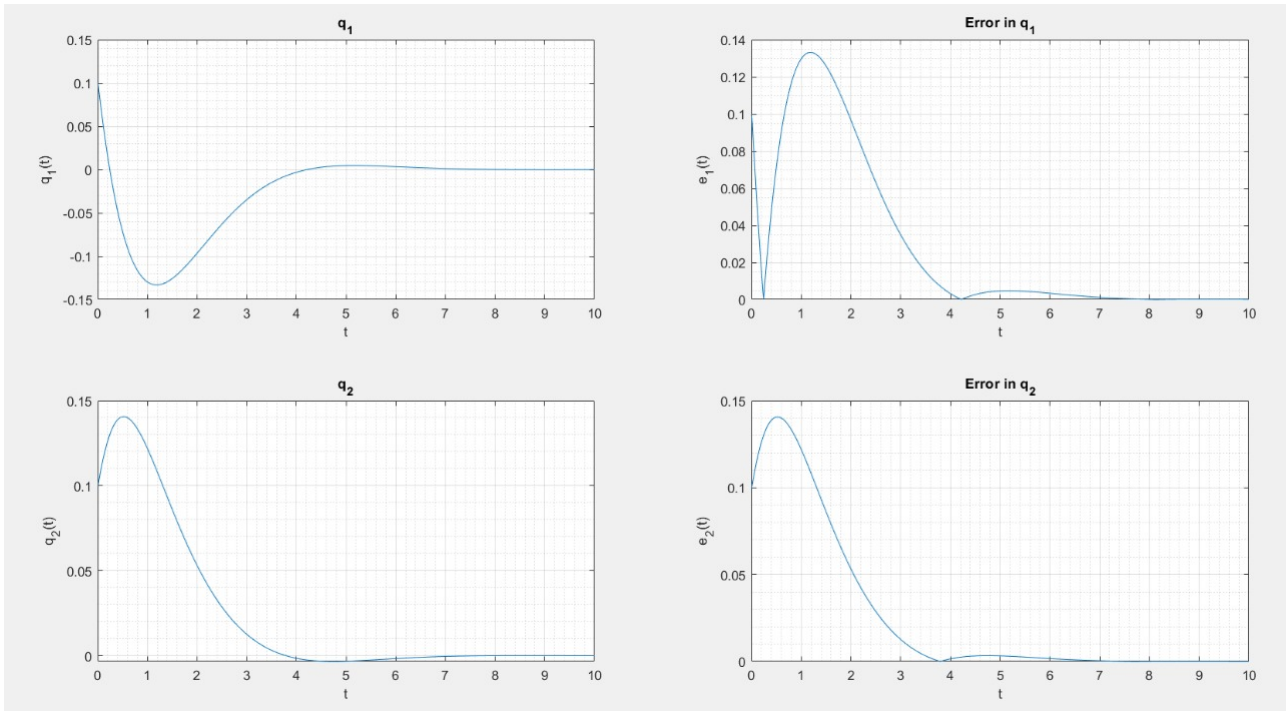 q1
0.15
0.1
0.05
0
-0.05
-0.1
-0.15
q1(t)
0 1 2 3 4 5 6 7 8 9 10
t
Error in q1
0.14
0.12
0.1
0.08
0.06
0.04
0.02
0
e1(t)
0 1 2 3 4 5 6 7 8 9 10
t
q2
0.15
0.1
0.05
0
q2(t)
0 1 2 3 4 5 6 7 8 9 10
t
Error in q2
0.15
0.1
0.05
0
e2(t)
0 1 2 3 4 5 6 7 8 9 10
t